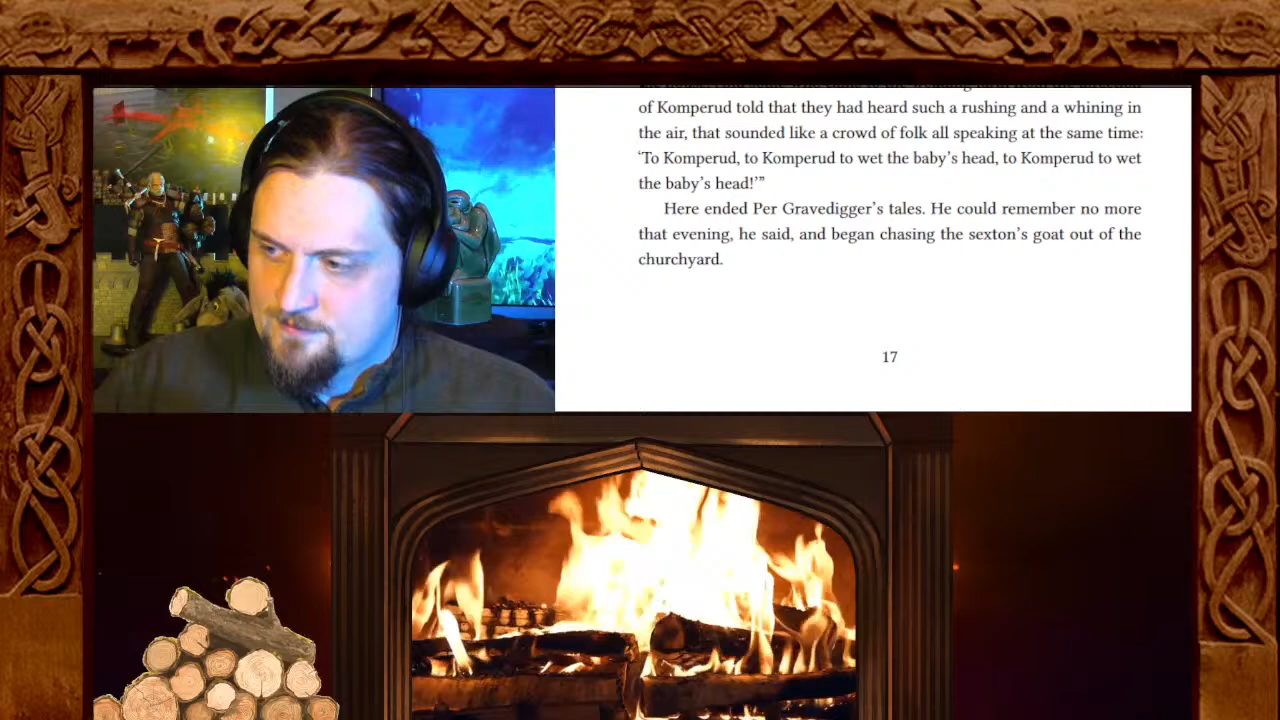 of Komperud told that they had heard such a rushing and a whining in
the air, that sounded like a crowd of folk all speaking at the same time:
‘To Komperud, to Komperud to wet the baby’s head, to Komperud to wet
the baby’s head!’”
Here ended Per Gravedigger’s tales. He could remember no more
that evening, he said, and began chasing the sexton’s goat out of the
churchyard.
17